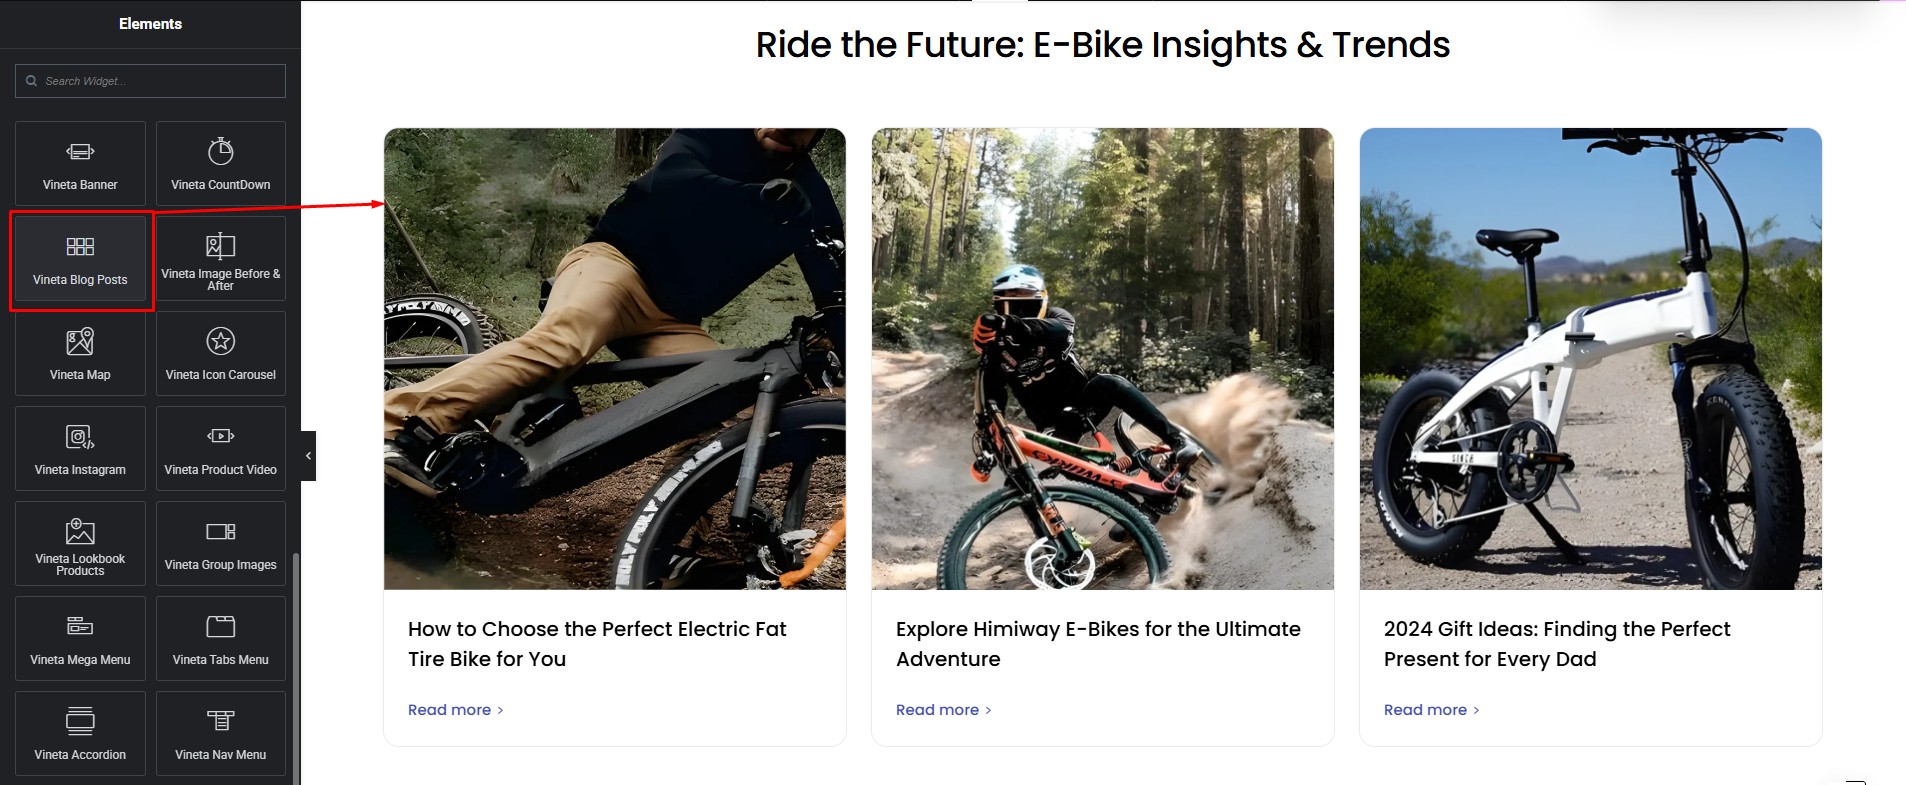 Elements
Search Widget...
Vineta Banner
Vineta CountDown
Vineta Blog Posts
Vineta Image Before &
After
Vineta Map
Vineta Icon Carousel
Vineta Instagram
Vineta Product Video
Vineta Lookbook
Products
Vineta Group Images
Vineta Mega Menu
Vineta Tabs Menu
Vineta Accordion
Vineta Nav Menu
Ride the Future: E-Bike Insights & Trends
How to Choose the Perfect Electric Fat
Tire Bike for You
Read more >
Explore Himiway E-Bikes for the Ultimate
Adventure
Read more >
2024 Gift Ideas: Finding the Perfect
Present for Every Dad
Read more >